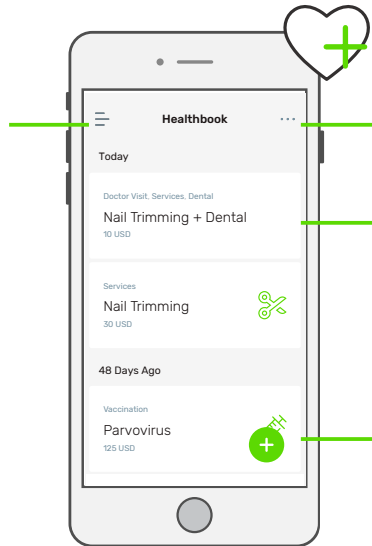 Healthbook
Today
Doctor Visit, Services, Dental
Nail Trimming + Dental
10 USD
Services
Nail Trimming
30 USD
48 Days Ago
Vaccination
Parvovirus
125 USD